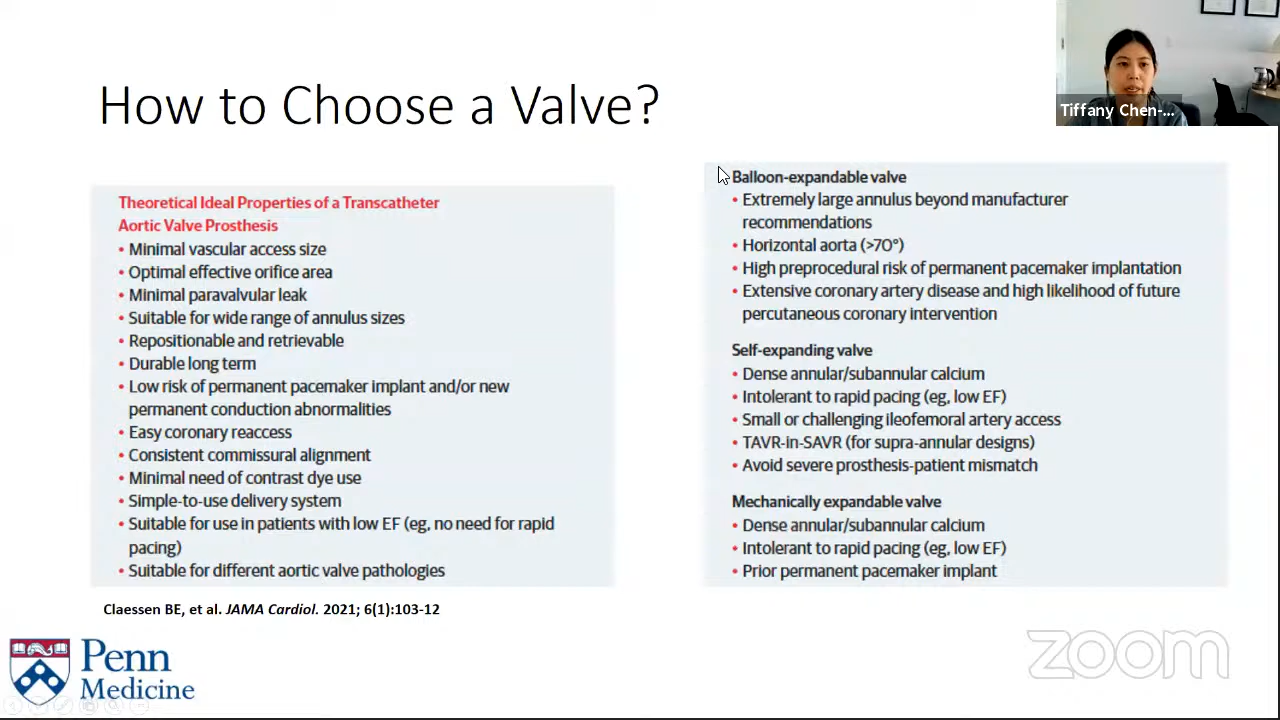 How to Choose a Valve?
Tiffany Chen-...
Theoretical Ideal Properties of a Transcatheter
Aortic Valve Prosthesis
• Minimal vascular access size
• Optimal effective orifice area
• Minimal paravalvular leak
• Suitable for wide range of annulus sizes
• Repositionable and retrievable
• Durable long term
• Low risk of permanent pacemaker implant and/or new
permanent conduction abnormalities
• Easy coronary reaccess
• Consistent commissural alignment
• Minimal need of contrast dye use
• Simple-to-use delivery system
• Suitable for use in patients with low EF (eg, no need for rapid
pacing)
• Suitable for different aortic valve pathologies
Balloon-expandable valve
• Extremely large annulus beyond manufacturer
recommendations
• Horizontal aorta (>70°)
• High preprocedural risk of permanent pacemaker implantation
• Extensive coronary artery disease and high likelihood of future
percutaneous coronary intervention
Self-expanding valve
• Dense annular/subannular calcium
• Intolerant to rapid pacing (eg, low EF)
• Small or challenging ileofemoral artery access
• TAVR-in-SAVR (for supra-annular designs)
• Avoid severe prosthesis-patient mismatch
Mechanically expandable valve
• Dense annular/subannular calcium
• Intolerant to rapid pacing (eg, low EF)
• Prior permanent pacemaker implant
Claessen BE, et al. JAMA Cardiol. 2021; 6(1):103-12
Penn
Medicine
zoom